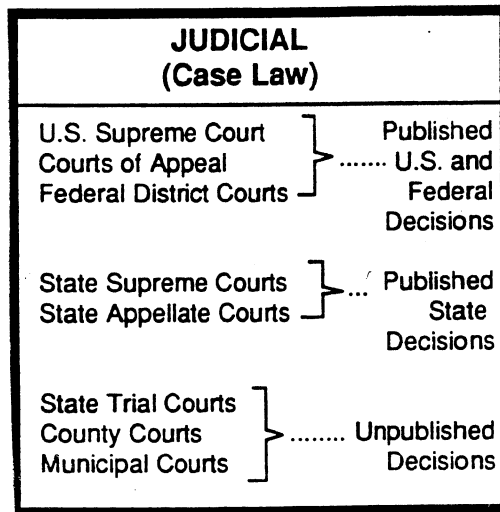 JUDICIAL
(Case Law)
U.S. Supreme Court
Courts of Appeal
Federal District Courts
........ Published
U.S. and
Federal
Decisions
State Supreme Courts
State Appellate Courts
... Published
State
Decisions
State Trial Courts
County Courts
Municipal Courts
........ Unpublished
Decisions